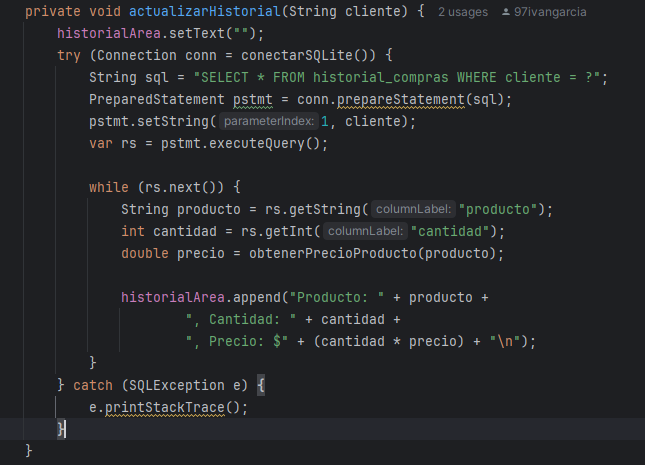 private void actualizarHistorial(String cliente) { 2 usages 97ivangarcia
    historialArea.setText("");
    try (Connection conn = conectarSQLite()) {
        String sql = "SELECT * FROM historial_compras WHERE cliente = ?";
        PreparedStatement pstmt = conn.prepareStatement(sql);
        pstmt.setString( parameterIndex: 1, cliente);
        var rs = pstmt.executeQuery();

        while (rs.next()) {
            String producto = rs.getString( columnLabel: "producto");
            int cantidad = rs.getInt( columnLabel: "cantidad");
            double precio = obtenerPrecioProducto(producto);

            historialArea.append("Producto: " + producto +
                    ", Cantidad: " + cantidad +
                    ", Precio: $" + (cantidad * precio) + "\n");
        }
    } catch (SQLException e) {
        e.printStackTrace();
    }
}